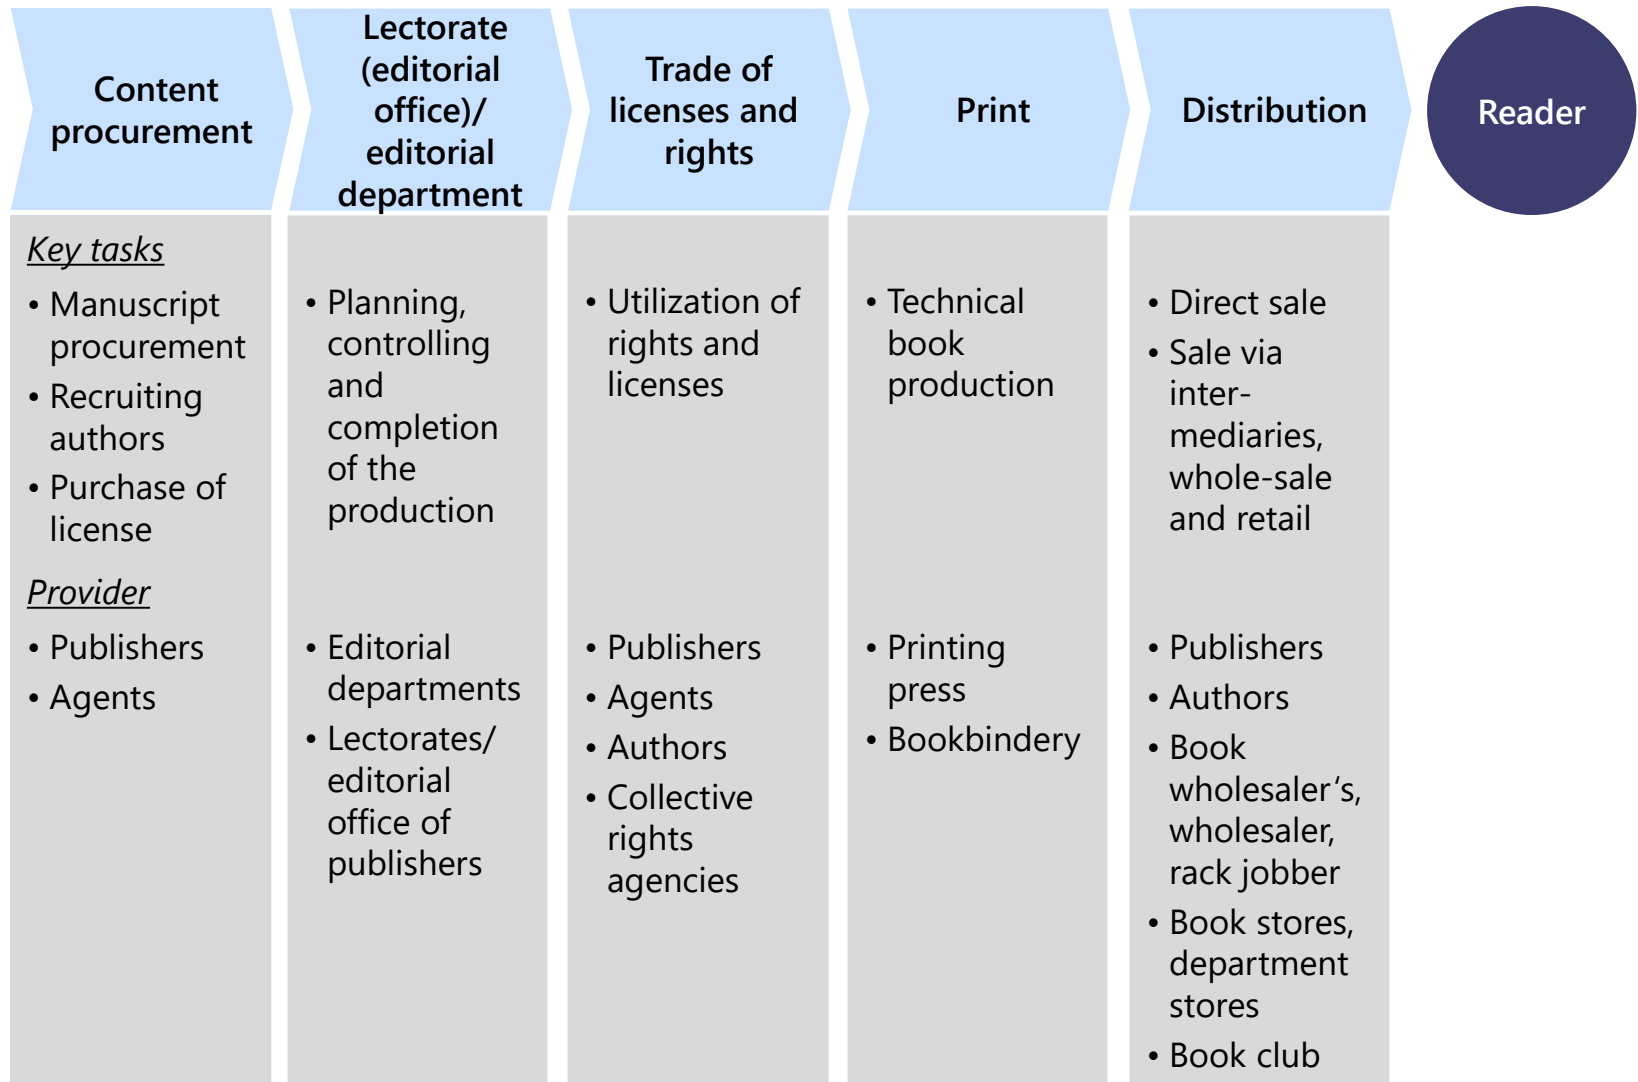 Content
procurement
Lectorate
(editorial
office)/
editorial
department
Trade of
licenses and
rights
Print
Distribution
Reader
Key tasks
• Manuscript
procurement
• Recruiting
authors
• Purchase of
license
• Planning,
controlling
and
completion
of the
production
• Utilization of
rights and
licenses
• Technical
book
production
• Direct sale
• Sale via
inter-
mediaries,
whole-sale
and retail
Provider
• Publishers
• Agents
• Editorial
departments
• Lectorates/
editorial
office of
publishers
• Publishers
• Agents
• Authors
• Collective
rights
agencies
• Printing
press
• Bookbindery
• Publishers
• Authors
• Book
wholesaler‘s,
wholesaler,
rack jobber
• Book stores,
department
stores
• Book club